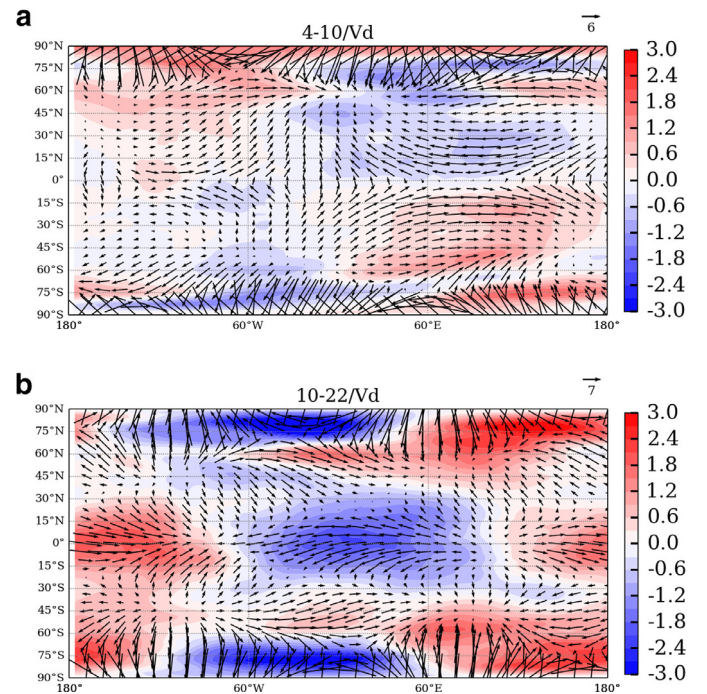 a
4-10/Vd
6
90°N
75°N
60°N
45°N
30°N
15°N
0°
15°S
30°S
45°S
60°S
75°S
90°S
180° 60°W 60°E 180°
3.0
2.4
1.8
1.2
0.6
0.0
-0.6
-1.2
-1.8
-2.4
-3.0
b
10-22/Vd
7
90°N
75°N
60°N
45°N
30°N
15°N
0°
15°S
30°S
45°S
60°S
75°S
90°S
180° 60°W 60°E 180°
3.0
2.4
1.8
1.2
0.6
0.0
-0.6
-1.2
-1.8
-2.4
-3.0